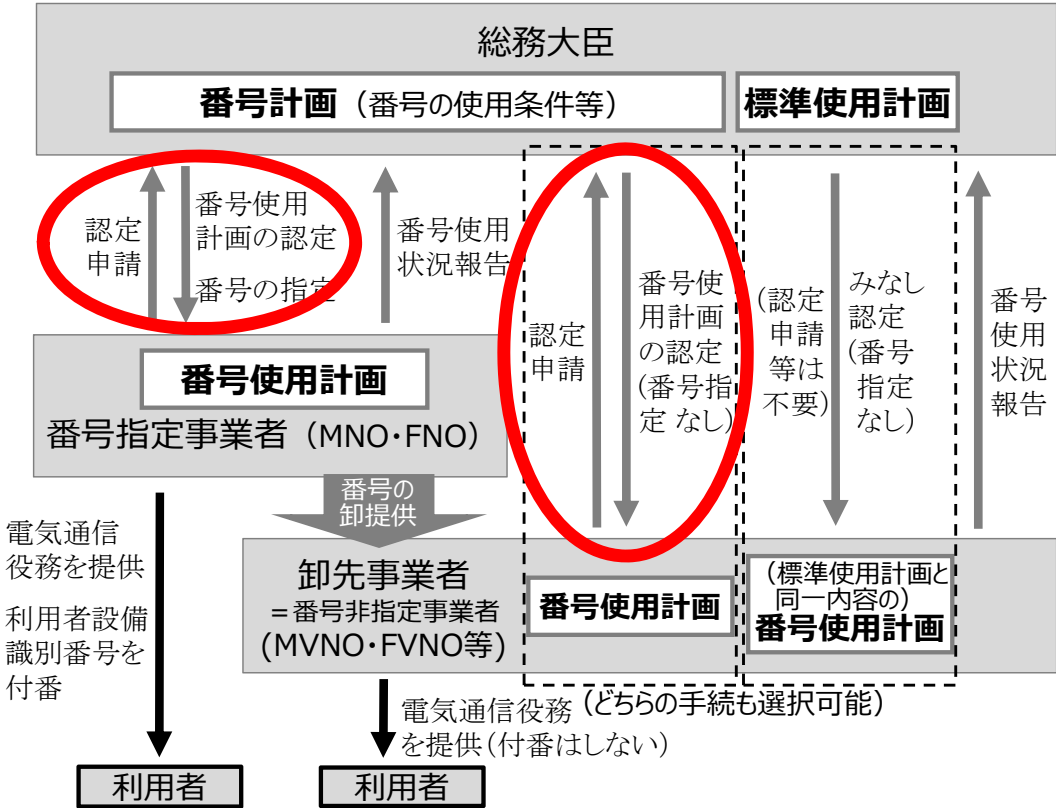 総務大臣
番号計画（番号の使用条件等）
標準使用計画
認定
申請
番号使用
計画の認定
番号の指定
番号使用
状況報告
認定
申請
番号使
用計画
の認定
(番号指
定 なし)
(認定
申請
等は
不要)
みなし
認定
(番号
指定
なし)
番号
使用
状況
報告
番号使用計画
番号指定事業者（MNO・FNO）
番号の
卸提供
電気通信
役務を提供
利用者設備
識別番号を
付番
卸先事業者
＝番号非指定事業者
(MVNO・FVNO等)
番号使用計画
(標準使用計画と
同一内容の)
番号使用計画
(どちらの手続も選択可能)
電気通信役務
を提供(付番はしない)
利用者
利用者